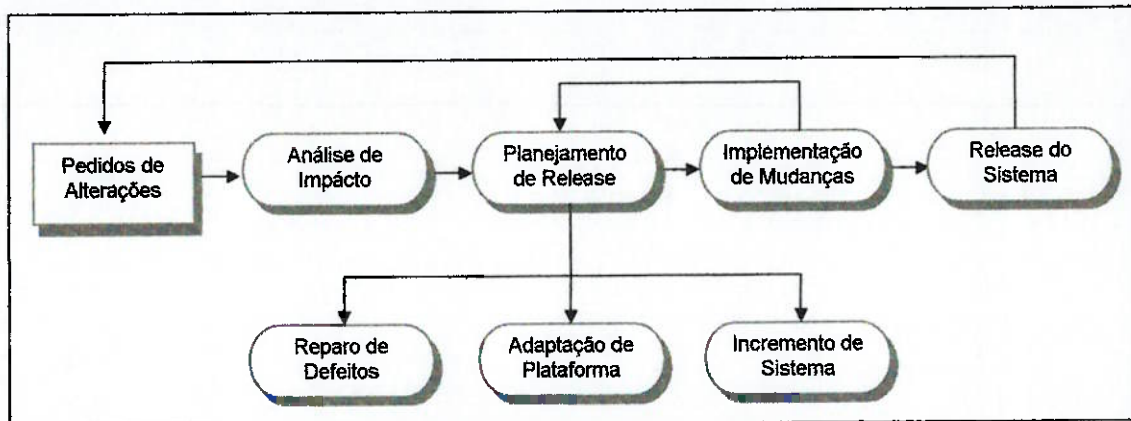 Pedidos de
Alterações
Análise de
Impácto
Planejamento
de Release
Implementação
de Mudanças
Release do
Sistema
Reparo de
Defeitos
Adaptação de
Plataforma
Incremento de
Sistema